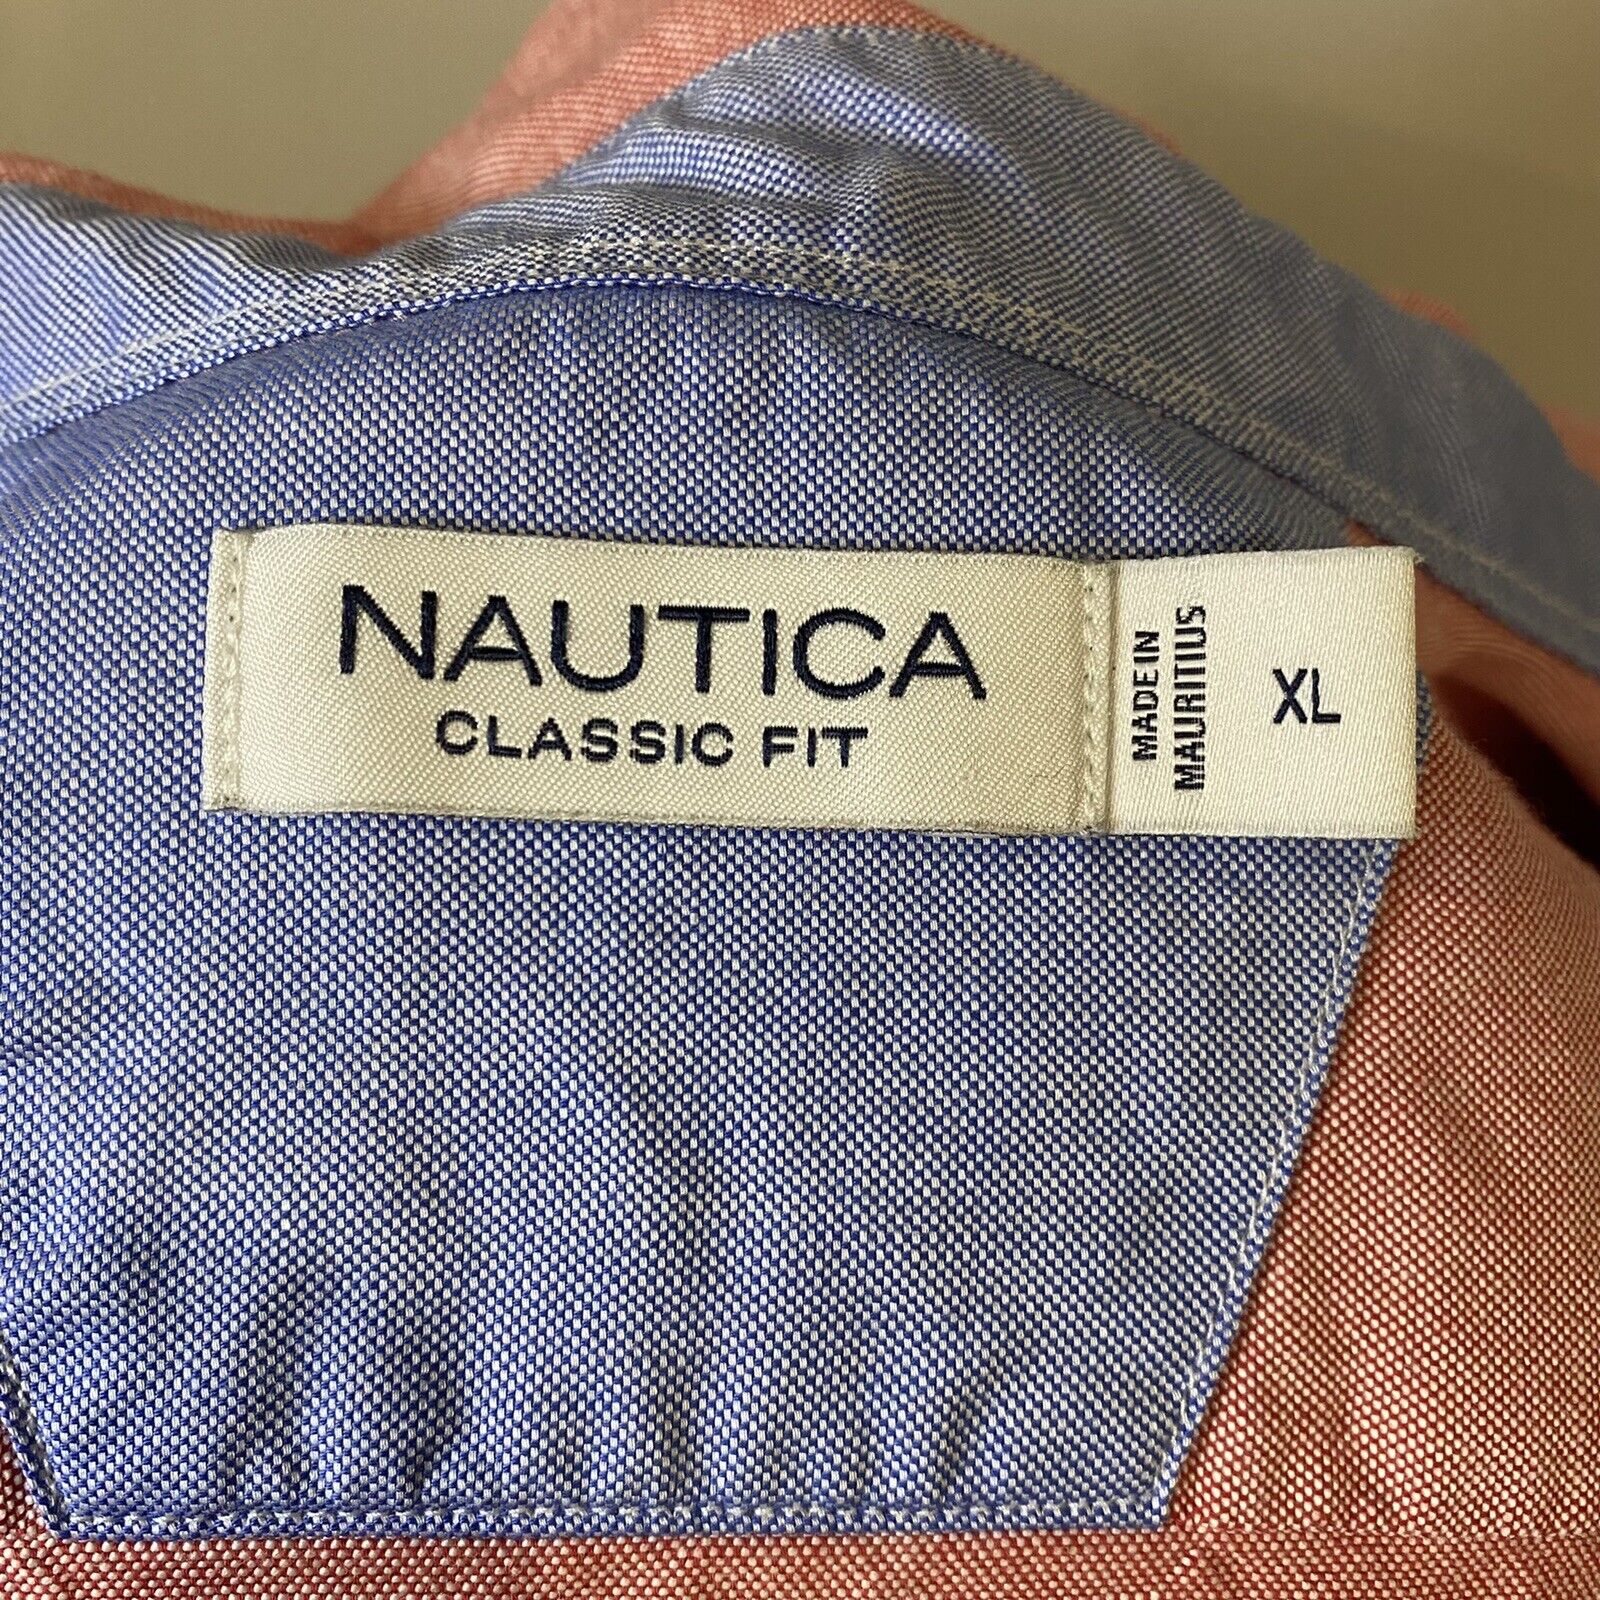 NAUTICA
CLASSIC FIT
MADE IN
MAURITIUS
XL